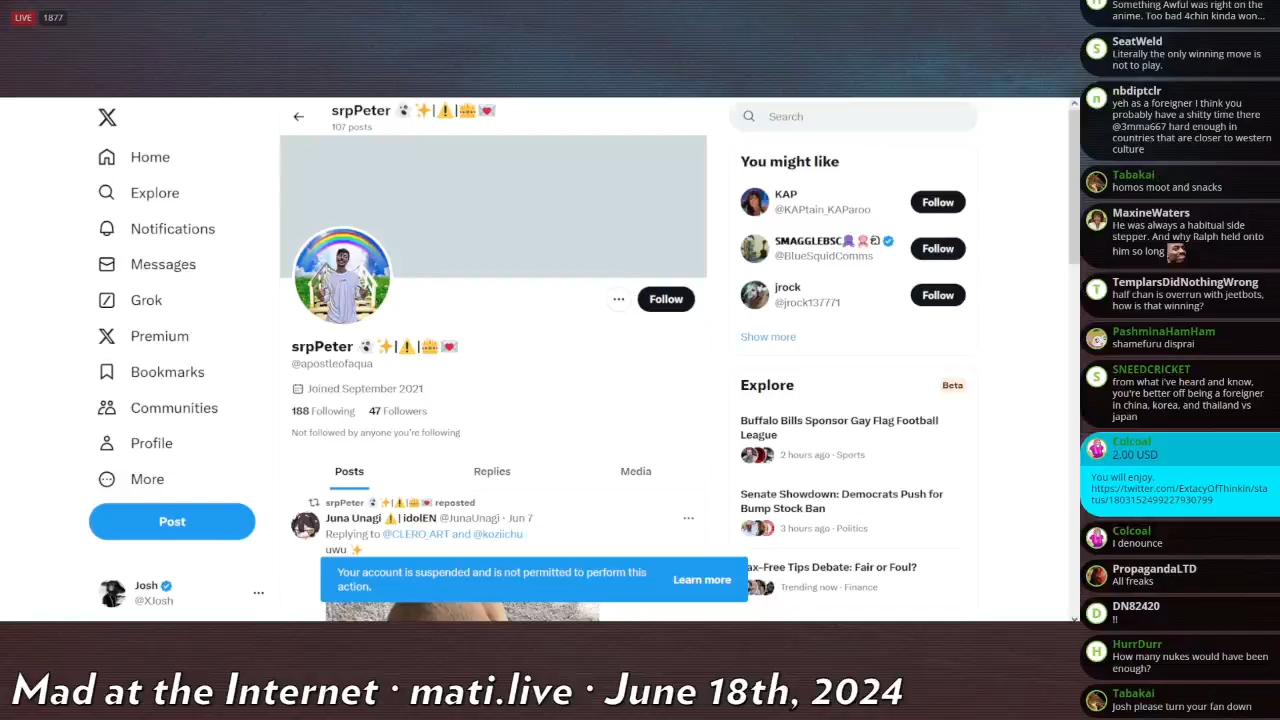 LIVE 1877
srpPeter 👻✨|⚠️|👑💌
107 posts
Home
Explore
Notifications
Messages
Grok
Premium
Bookmarks
Communities
Profile
More
Post
Josh
@XJosh
Follow
srpPeter 👻✨|⚠️|👑💌
@apostleofaqua
Joined September 2021
188 Following 47 Followers
Not followed by anyone you're following
Posts Replies Media
srpPeter 👻✨|⚠️|👑💌 reposted
Juna Unagi ⚠️| idolEN @JunaUnagi · Jun 7
Replying to @CLERO_ART and @koziichu
uwu ✨
Your account is suspended and is not permitted to perform this
action.
Learn more
Search
You might like
KAP
@KAPtain_KAParoo
Follow
SMAGGLEBSC
@BlueSquidComms
Follow
jrock
@jrock137771
Follow
Show more
Explore Beta
Buffalo Bills Sponsor Gay Flag Football
League
2 hours ago · Sports
Senate Showdown: Democrats Push for
Bump Stock Ban
3 hours ago · Politics
ax-Free Tips Debate: Fair or Foul?
Trending now · Finance
Something Awful was right on the
anime. Too bad 4chin kinda won...
SeatWeld
Literally the only winning move is
not to play.
nbdiptclr
yeh as a foreigner I think you
probably have a shitty time there
@3mma667 hard enough in
countries that are closer to western
culture
Tabakai
homos moot and snacks
MaxineWaters
He was always a habitual side
stepper. And why Ralph held onto
him so long
TemplarsDidNothingWrong
half chan is overrun with jeetbots,
how is that winning?
PashminaHamHam
shamefuru disprai
SNEEDCRICKET
from what i've heard and know,
you're better off being a foreigner
in china, korea, and thailand vs
japan
Colcoal
2.00 USD
You will enjoy.
https://twitter.com/ExtacyOfThinkin/sta
tus/1803152499227930799
Colcoal
I denounce
PropagandaLTD
All freaks
DN82420
!!
HurrDurr
How many nukes would have been
enough?
Tabakai
Josh please turn your fan down
Mad at the Internet · mati.live · June 18th, 2024